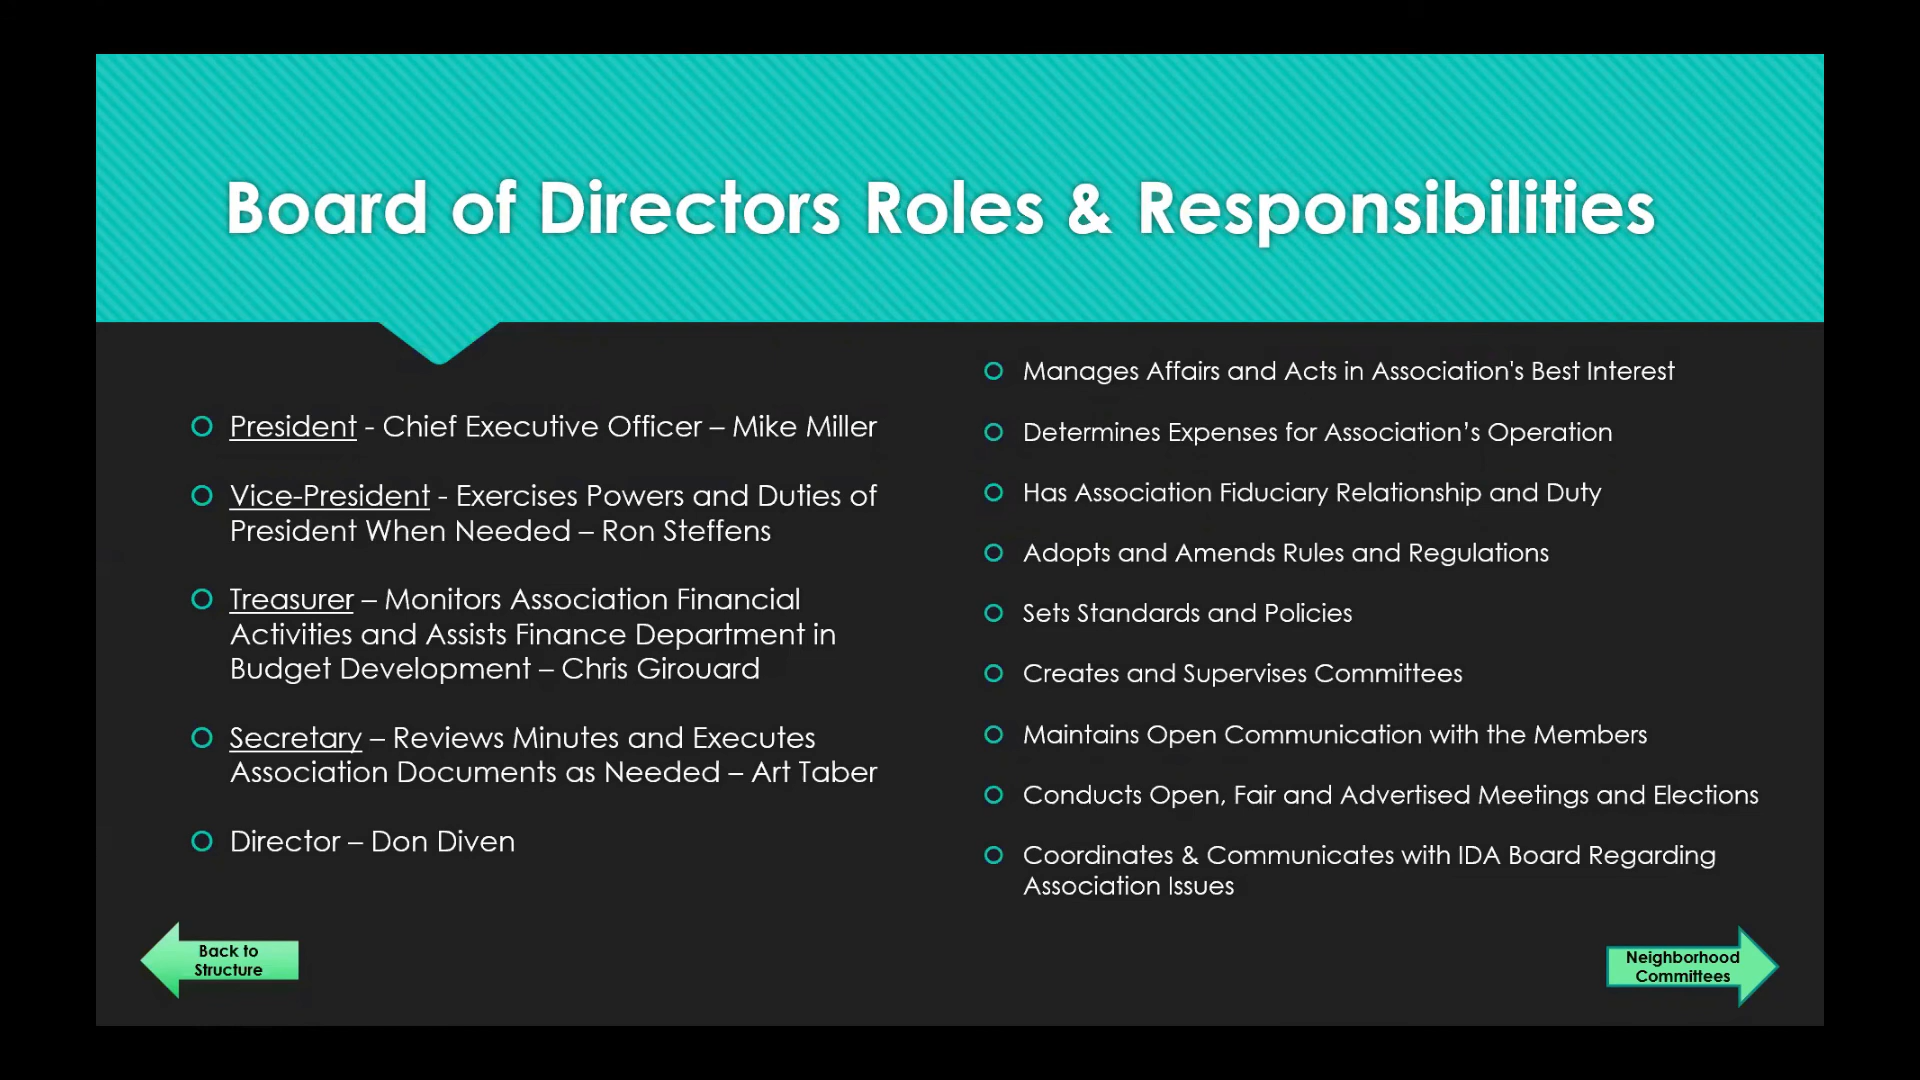 Board of Directors Roles & Responsibilities
President - Chief Executive Officer – Mike Miller
Vice-President - Exercises Powers and Duties of
President When Needed – Ron Steffens
Treasurer – Monitors Association Financial
Activities and Assists Finance Department in
Budget Development – Chris Girouard
Secretary – Reviews Minutes and Executes
Association Documents as Needed – Art Taber
Director – Don Diven
Manages Affairs and Acts in Association's Best Interest
Determines Expenses for Association’s Operation
Has Association Fiduciary Relationship and Duty
Adopts and Amends Rules and Regulations
Sets Standards and Policies
Creates and Supervises Committees
Maintains Open Communication with the Members
Conducts Open, Fair and Advertised Meetings and Elections
Coordinates & Communicates with IDA Board Regarding
Association Issues
Back to
Structure
Neighborhood
Committees